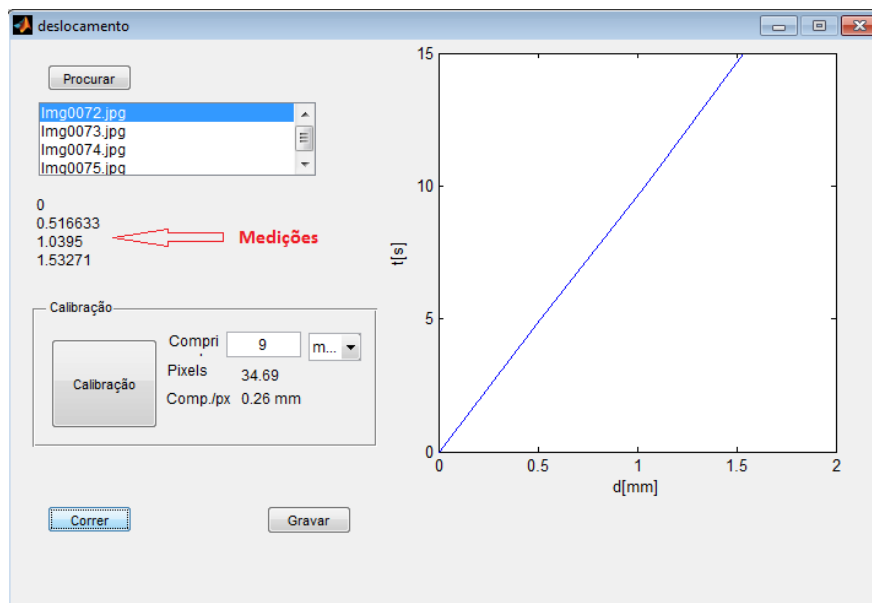 deslocamento
Procurar
Img0072.jpg
Img0073.jpg
Img0074.jpg
Img0075.jpg
0
0.516633
1.0395
1.53271
Medições
Calibração
Calibração
Compri
9
m...
Pixels
34.69
Comp./px
0.26 mm
Correr
Gravar
15
10
5
0
t[s]
0
0.5
1
1.5
2
d[mm]